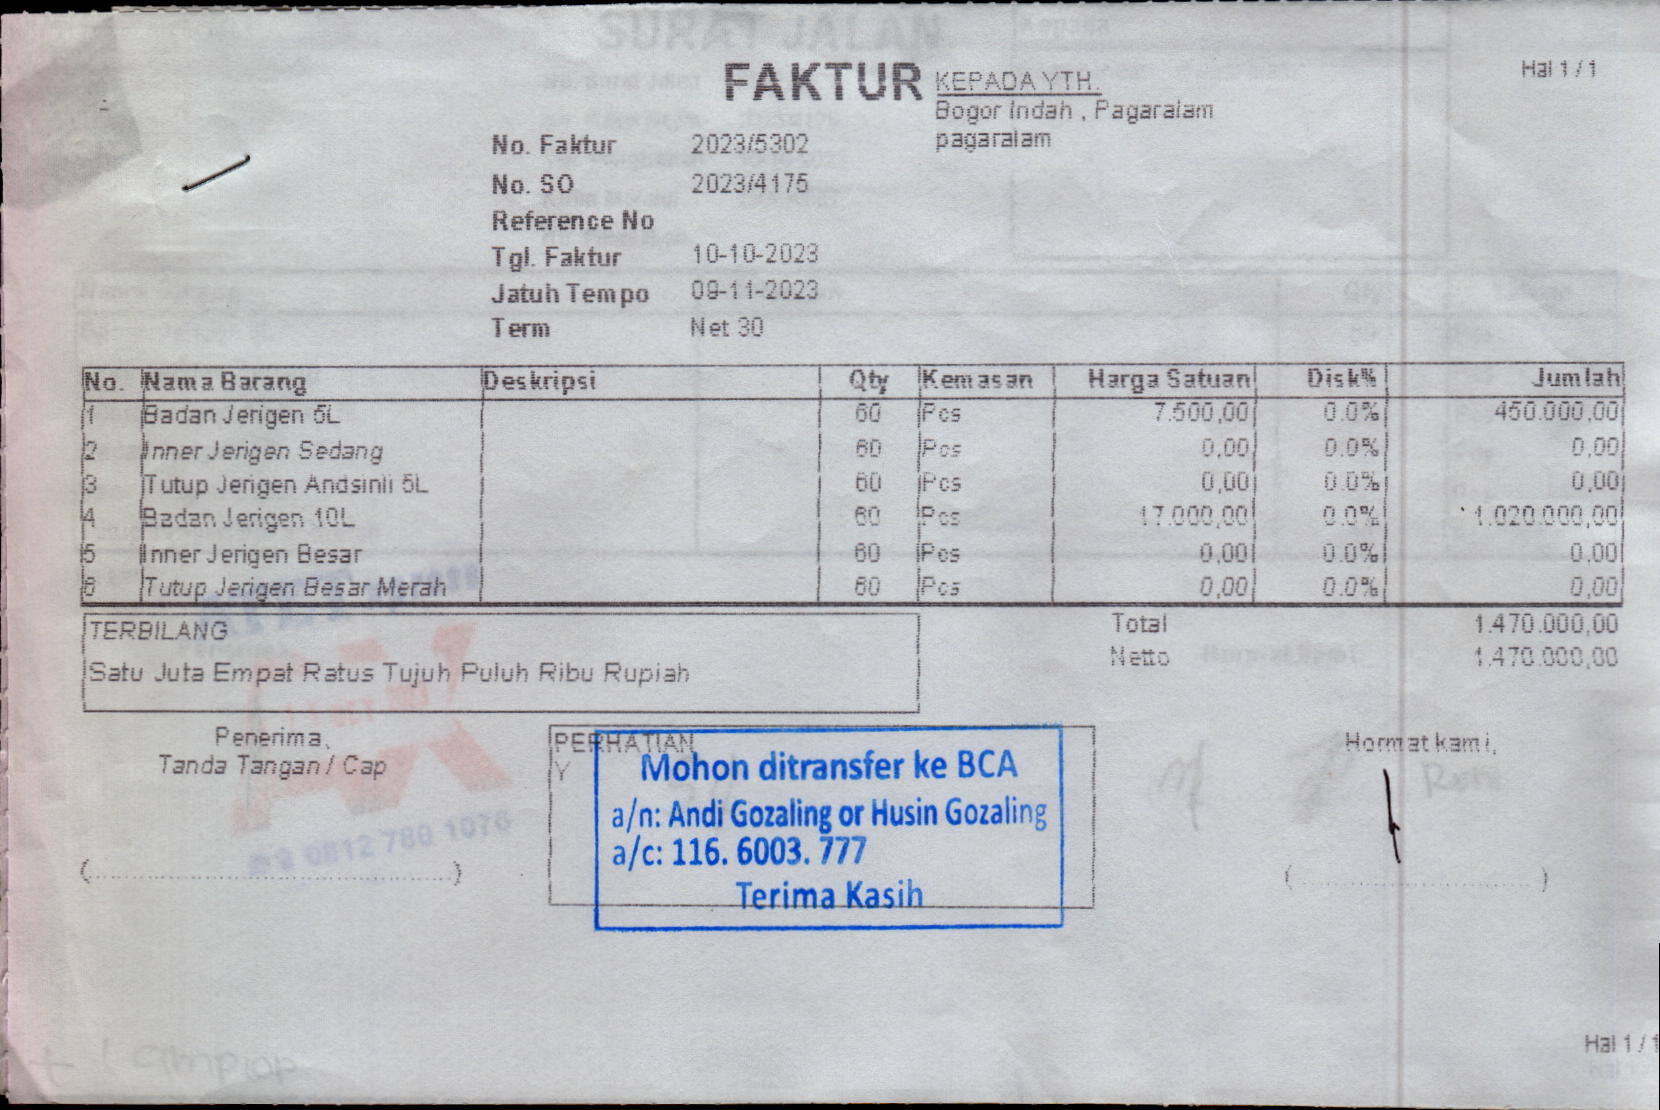 SURAT JALAN
FAKTUR
KEPADA YTH.
Hal 1 / 1
Bogor Indah , Pagaralam
pagaralam
No. Faktur 2023/5302
No. SO 2023/4175
Reference No
Tgl. Faktur 10-10-2023
Jatuh Tempo 09-11-2023
Term Net 30
No. Nama Barang Deskripsi Qty Kemasan Harga Satuan Disk% Jumlah
1 Badan Jerigen 5L 60 Pcs 7.500,00 0.0% 450.000,00
2 Inner Jerigen Sedang 60 Pcs 0,00 0.0% 0,00
3 Tutup Jerigen Andsinli 5L 60 Pcs 0,00 0.0% 0,00
4 Badan Jerigen 10L 60 Pcs 17.000,00 0.0% 1.020.000,00
5 Inner Jerigen Besar 60 Pcs 0,00 0.0% 0,00
6 Tutup Jerigen Besar Merah 60 Pcs 0,00 0.0% 0,00
TERBILANG
Satu Juta Empat Ratus Tujuh Puluh Ribu Rupiah
Total 1.470.000,00
Netto 1.470.000,00
Penerima,
Tanda Tangan / Cap
0812 780 1076
(..................................................)
PERHATIAN
Y
Mohon ditransfer ke BCA
a/n: Andi Gozaling or Husin Gozaling
a/c: 116. 6003. 777
Terima Kasih
Hormat kami,
(..................................)
Hal 1 / 1